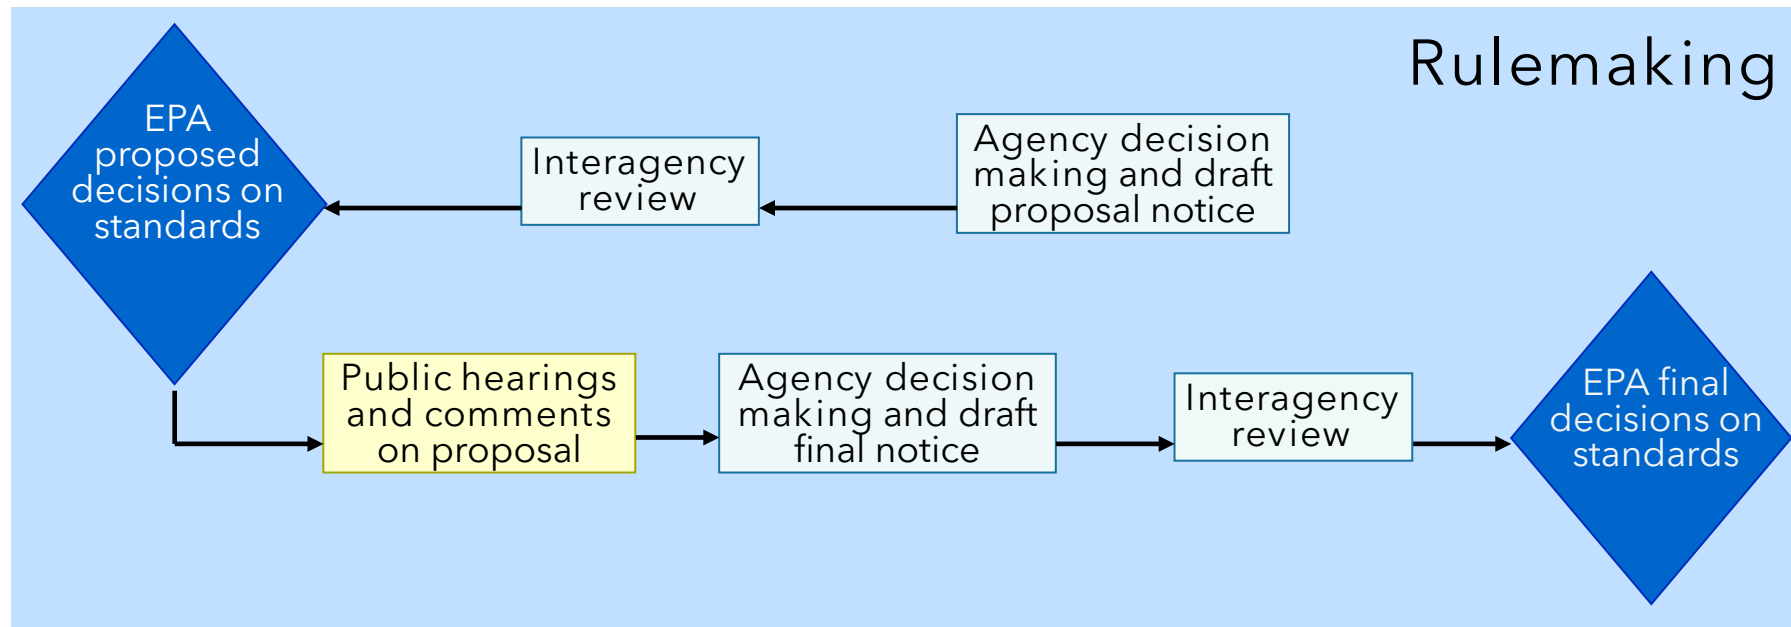 Rulemaking
EPA
proposed
decisions on
standards
Interagency
review
Agency decision
making and draft
proposal notice
Public hearings
and comments
on proposal
Agency decision
making and draft
final notice
Interagency
review
EPA final
decisions on
standards